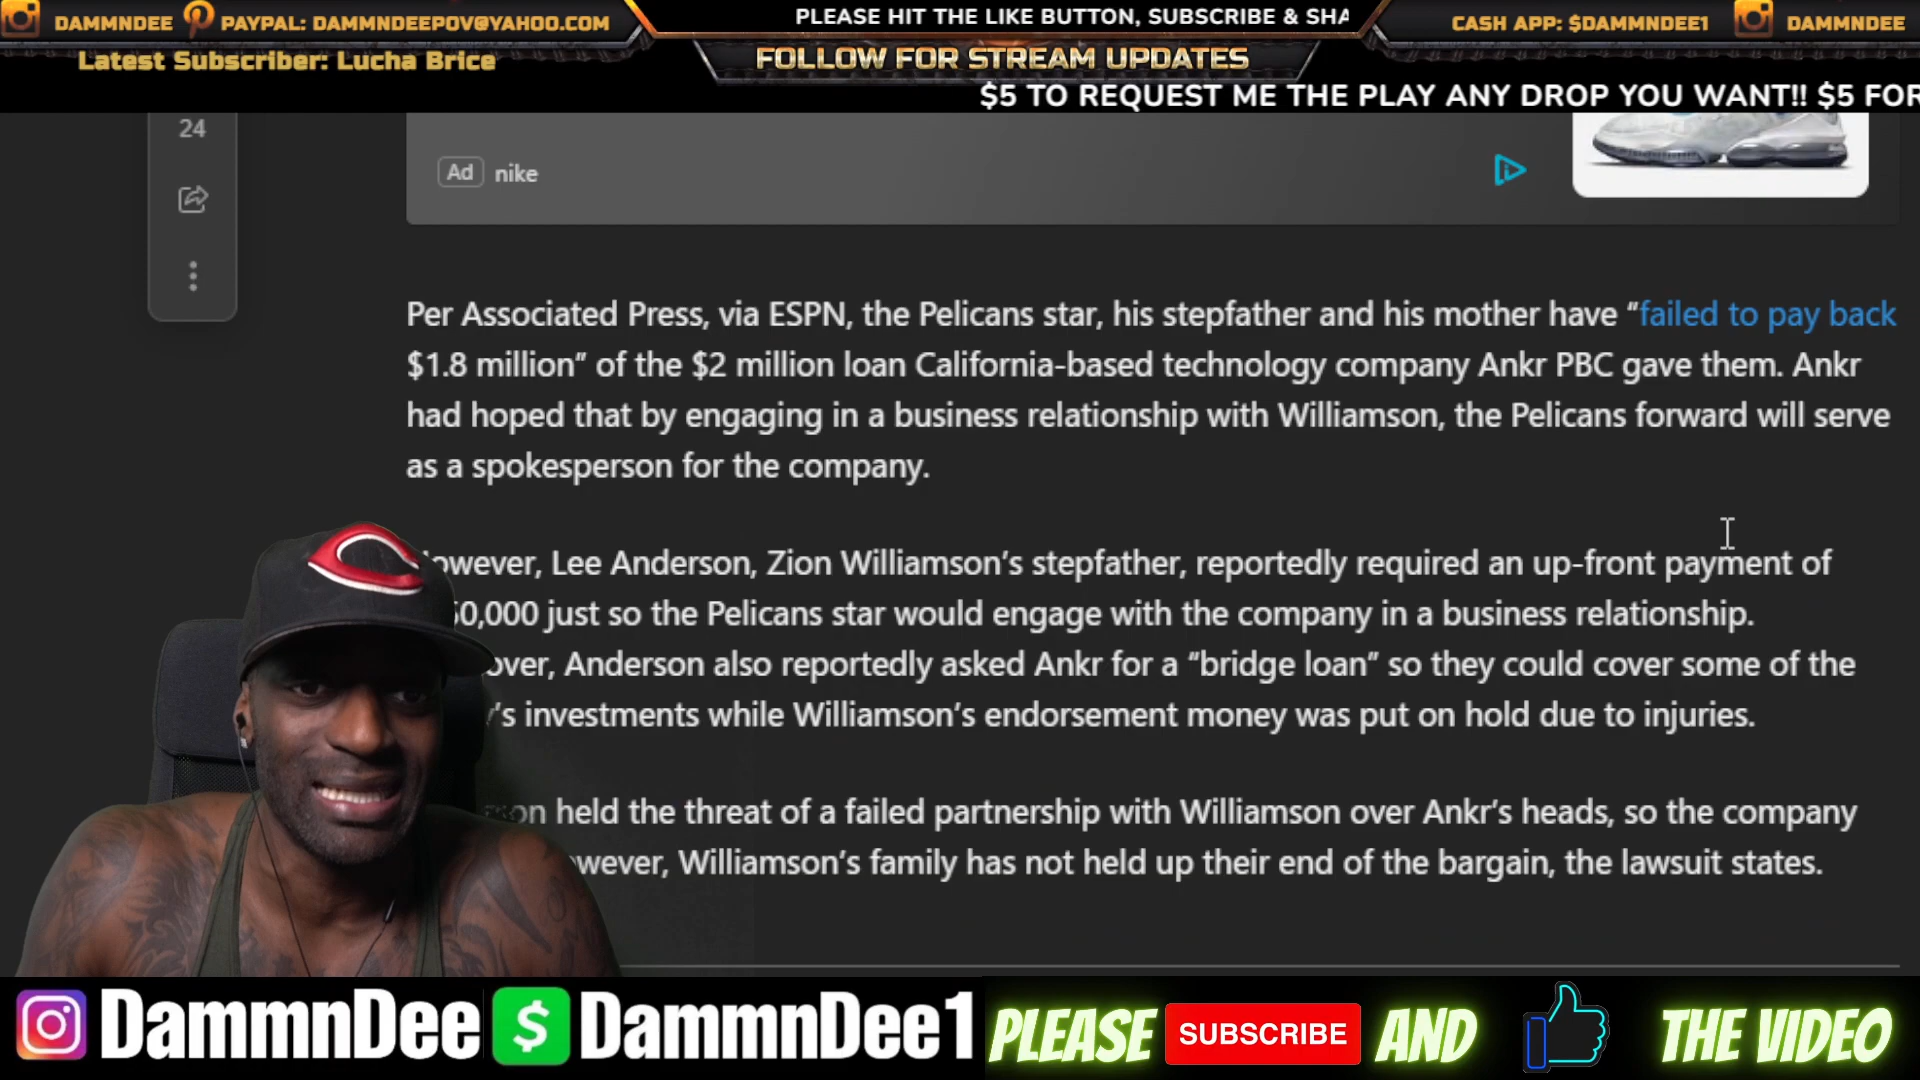 DAMMNDEE PAYPAL: DAMMNDEEPOV@YAHOO.COM
PLEASE HIT THE LIKE BUTTON, SUBSCRIBE & SHA
CASH APP: $DAMMNDEE1 DAMMNDEE
Latest Subscriber: Lucha Brice
FOLLOW FOR STREAM UPDATES
$5 TO REQUEST ME THE PLAY ANY DROP YOU WANT!! $5 FOR
24
Ad nike
Per Associated Press, via ESPN, the Pelicans star, his stepfather and his mother have “failed to pay back
$1.8 million” of the $2 million loan California-based technology company Ankr PBC gave them. Ankr
had hoped that by engaging in a business relationship with Williamson, the Pelicans forward will serve
as a spokesperson for the company.
owever, Lee Anderson, Zion Williamson’s stepfather, reportedly required an up-front payment of
50,000 just so the Pelicans star would engage with the company in a business relationship.
over, Anderson also reportedly asked Ankr for a “bridge loan” so they could cover some of the
’s investments while Williamson’s endorsement money was put on hold due to injuries.
on held the threat of a failed partnership with Williamson over Ankr’s heads, so the company
wever, Williamson’s family has not held up their end of the bargain, the lawsuit states.
DammnDee $ DammnDee1 PLEASE SUBSCRIBE AND THE VIDEO